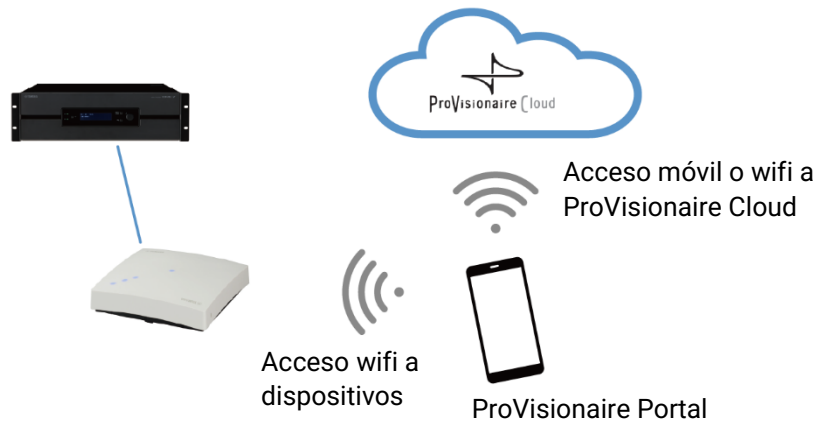 ProVisionaire Cloud
Acceso móvil o wifi a
ProVisionaire Cloud
Acceso wifi a
dispositivos
ProVisionaire Portal